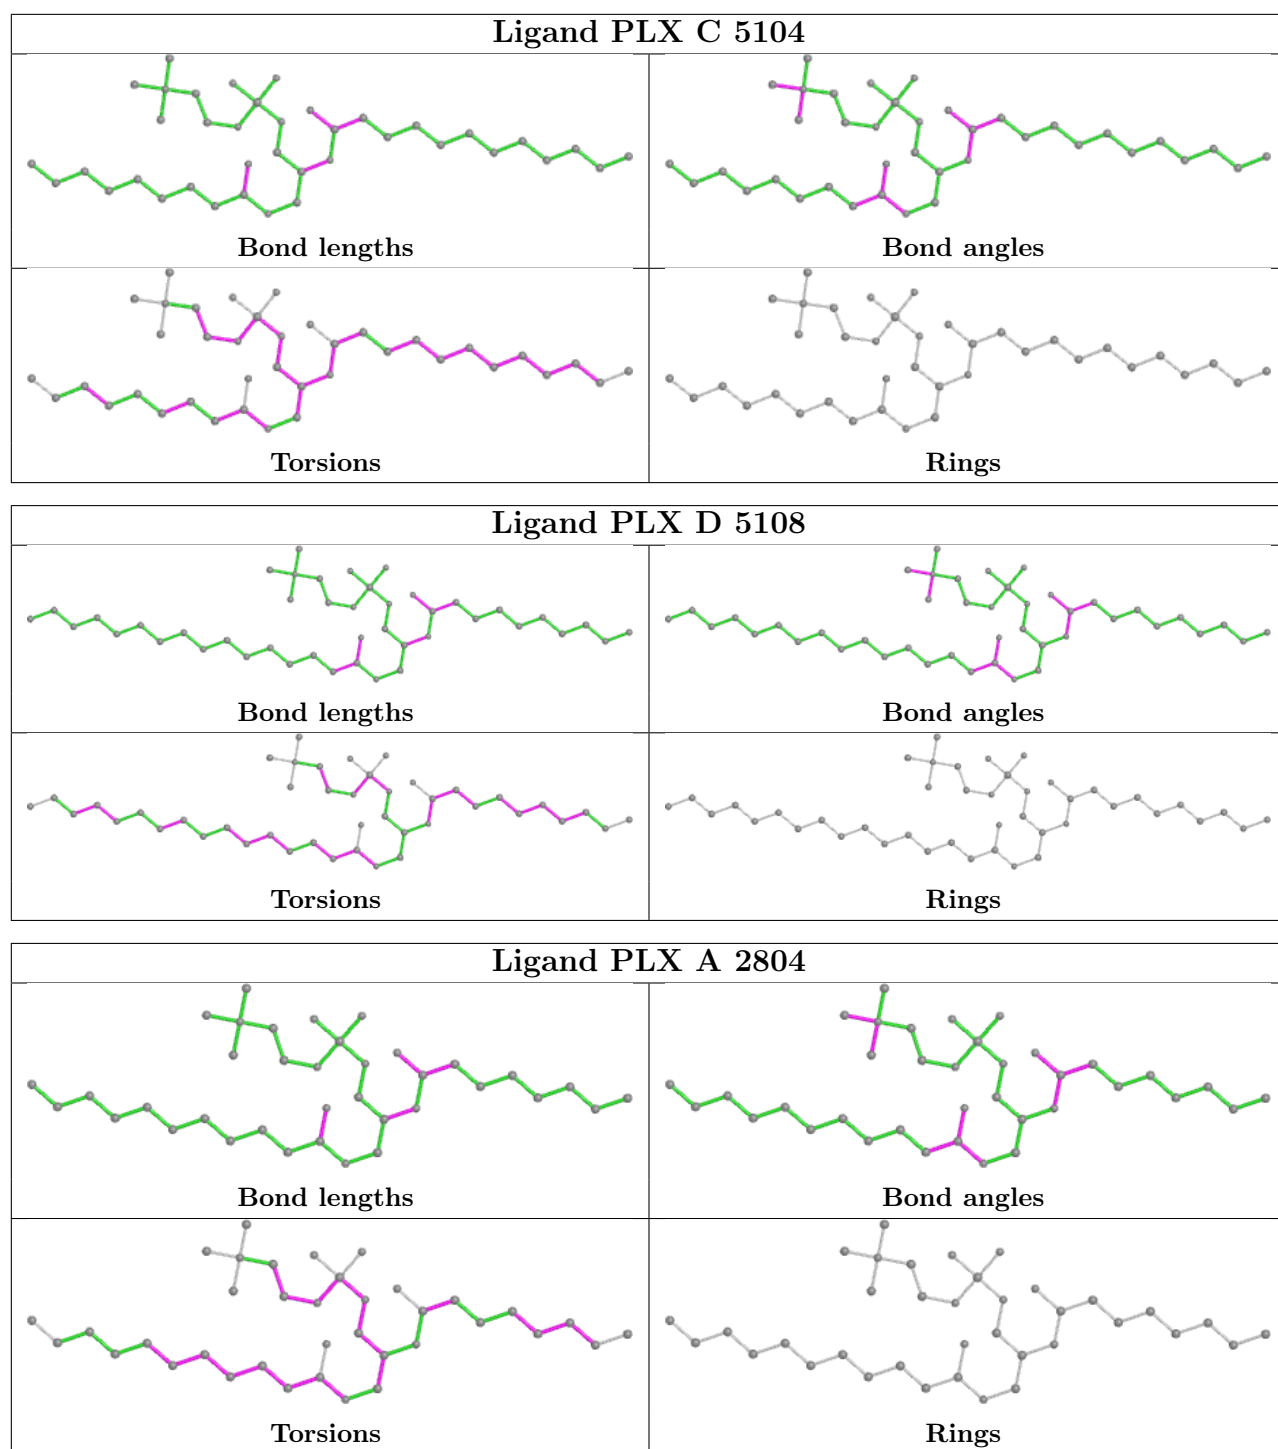 Ligand PLX C 5104
Bond lengths
Bond angles
Torsions
Rings
Ligand PLX D 5108
Bond lengths
Bond angles
Torsions
Rings
Ligand PLX A 2804
Bond lengths
Bond angles
Torsions
Rings